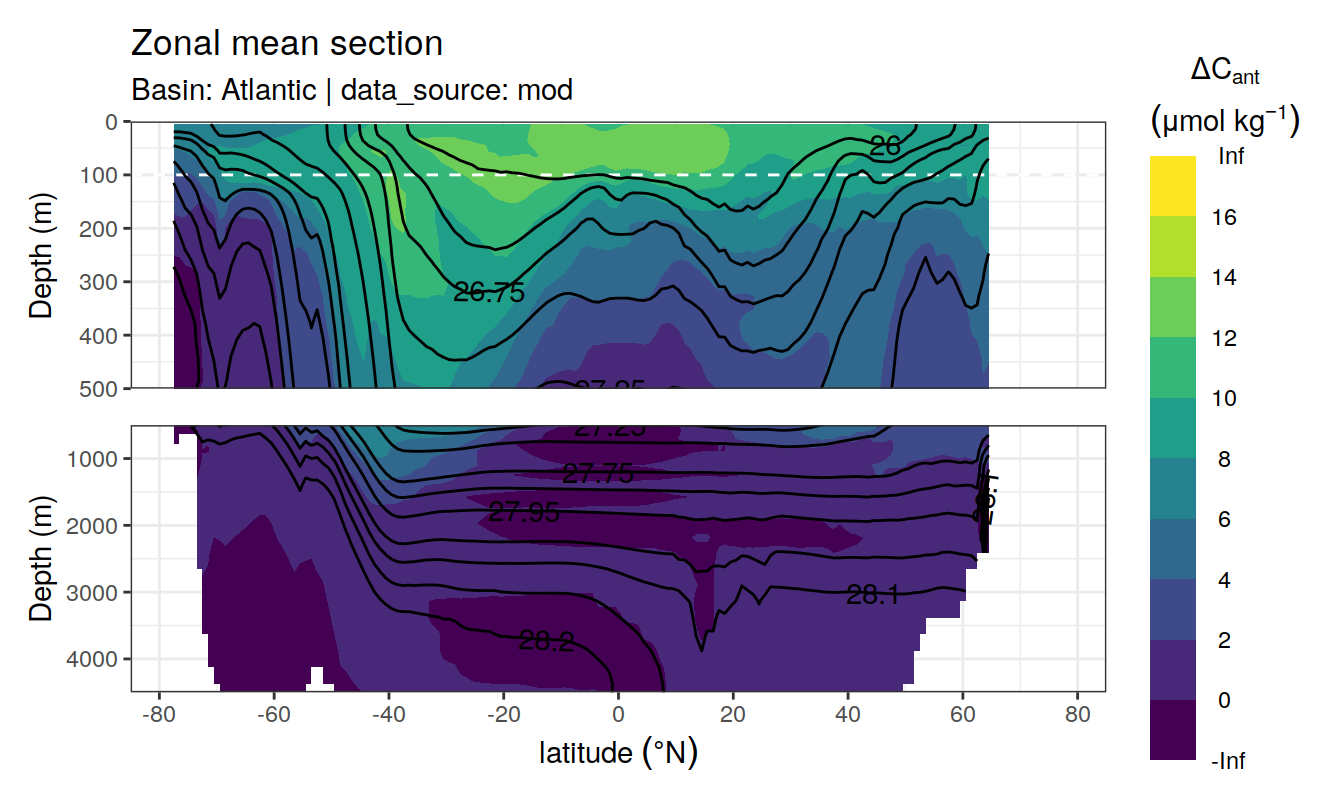 Zonal mean section
Basin: Atlantic | data_source: mod
ΔCant
(μmol kg⁻¹)
Inf
16
14
12
10
8
6
4
2
0
-Inf
Depth (m)
0
100
200
300
400
500
26
26.75
27.25
Depth (m)
1000
2000
3000
4000
27.25
27.75
27.95
28.1
28.1
28.2
-80 -60 -40 -20 0 20 40 60 80
latitude (°N)